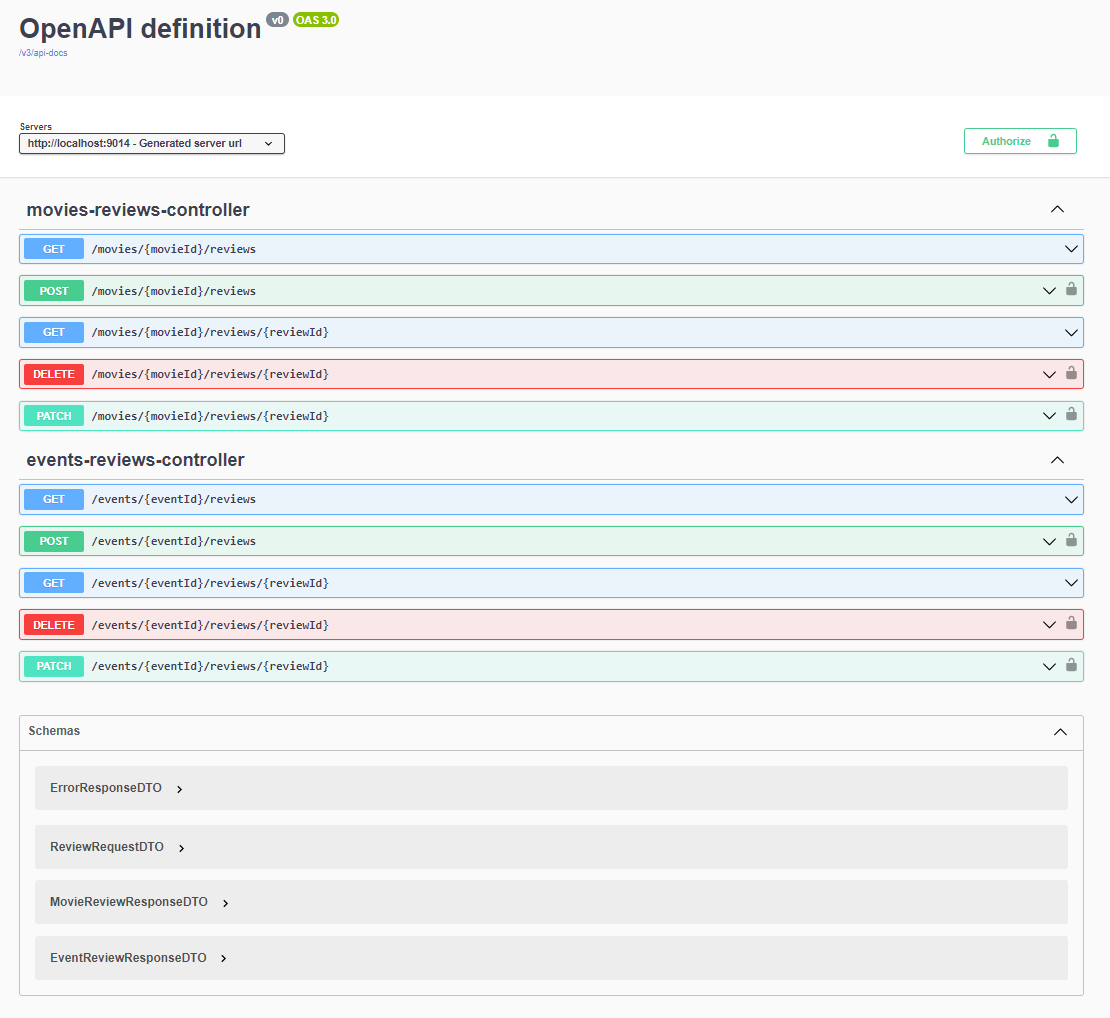 OpenAPI definition v0 OAS 3.0
/v3/api-docs
Servers
http://localhost:9014 - Generated server url
Authorize
movies-reviews-controller
GET /movies/{movieId}/reviews
POST /movies/{movieId}/reviews
GET /movies/{movieId}/reviews/{reviewId}
DELETE /movies/{movieId}/reviews/{reviewId}
PATCH /movies/{movieId}/reviews/{reviewId}
events-reviews-controller
GET /events/{eventId}/reviews
POST /events/{eventId}/reviews
GET /events/{eventId}/reviews/{reviewId}
DELETE /events/{eventId}/reviews/{reviewId}
PATCH /events/{eventId}/reviews/{reviewId}
Schemas
ErrorResponseDTO
ReviewRequestDTO
MovieReviewResponseDTO
EventReviewResponseDTO